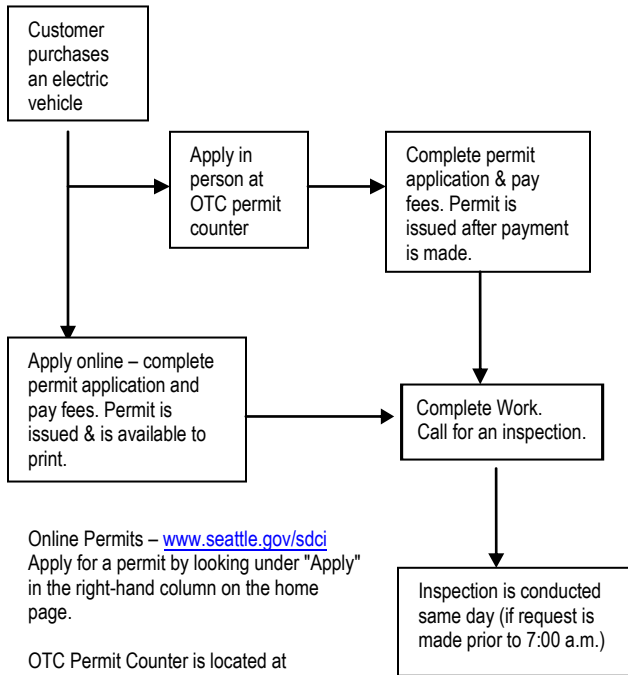 Customer
purchases
an electric
vehicle
Apply in
person at
OTC permit
counter
Complete permit
application & pay
fees. Permit is
issued after payment
is made.
Apply online – complete
permit application and
pay fees. Permit is
issued & is available to
print.
Complete Work.
Call for an inspection.
Online Permits – www.seattle.gov/sdci
Apply for a permit by looking under "Apply"
in the right-hand column on the home
page.
Inspection is conducted
same day (if request is
made prior to 7:00 a.m.)
OTC Permit Counter is located at